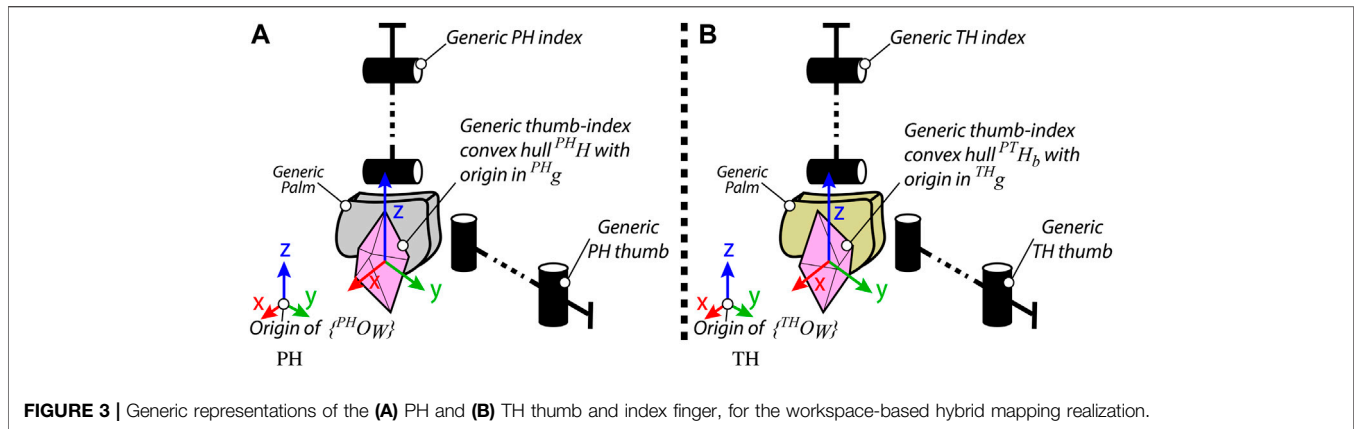 A
Generic PH index
Generic thumb-index
convex hull ᴾᴴH with
origin in ᴾᴴg
Generic
Palm
z
x
y
Generic
PH thumb
z
x
y
Origin of {ᴾᴴO_W}
PH
B
Generic TH index
Generic thumb-index
convex hull ᴾᵀH_b with
origin in ᵀᴴg
Generic
Palm
z
x
y
Generic
TH thumb
z
x
y
Origin of {ᵀᴴO_W}
TH
FIGURE 3 | Generic representations of the (A) PH and (B) TH thumb and index finger, for the workspace-based hybrid mapping realization.